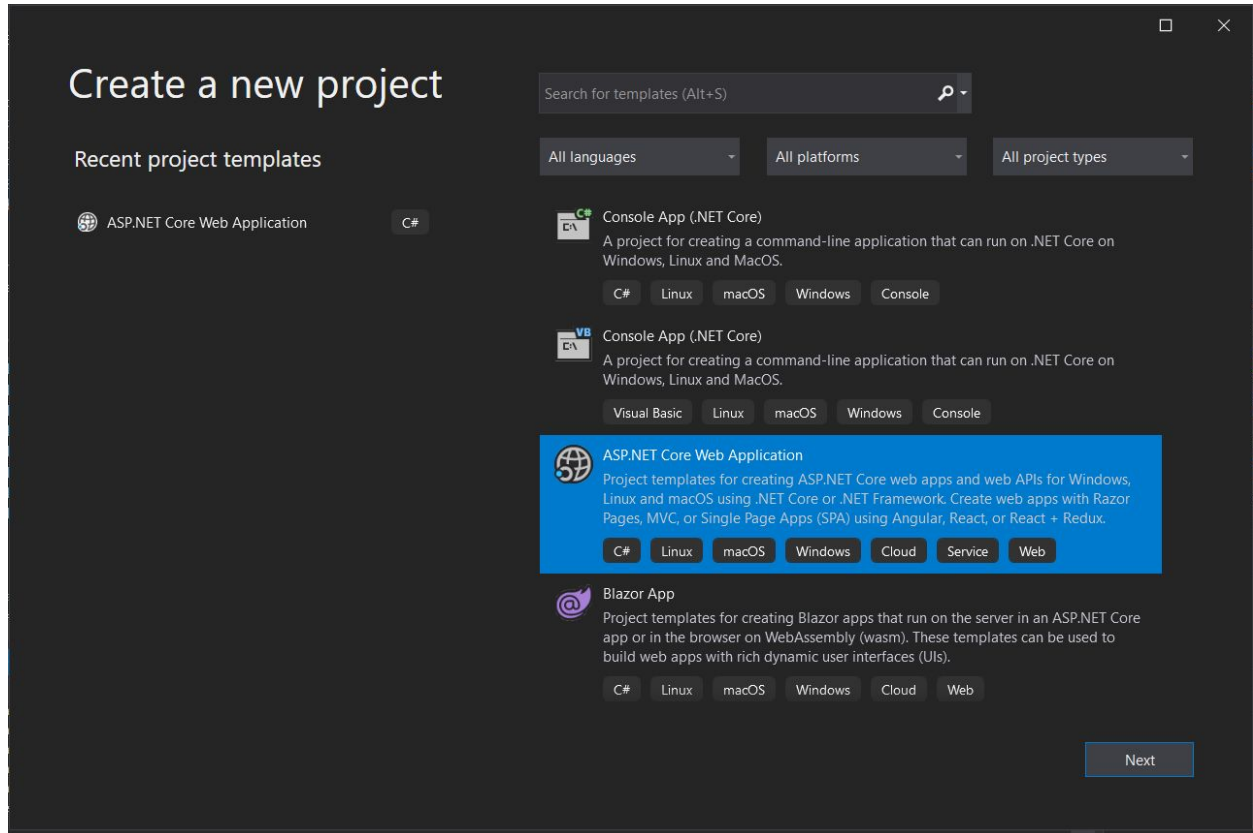 Create a new project
Search for templates (Alt+S)
Recent project templates
All languages
All platforms
All project types
ASP.NET Core Web Application
C#
C#
C:\
Console App (.NET Core)
A project for creating a command-line application that can run on .NET Core on
Windows, Linux and MacOS.
C# Linux macOS Windows Console
VB
C:\
Console App (.NET Core)
A project for creating a command-line application that can run on .NET Core on
Windows, Linux and MacOS.
Visual Basic Linux macOS Windows Console
ASP.NET Core Web Application
Project templates for creating ASP.NET Core web apps and web APIs for Windows,
Linux and macOS using .NET Core or .NET Framework. Create web apps with Razor
Pages, MVC, or Single Page Apps (SPA) using Angular, React, or React + Redux.
C# Linux macOS Windows Cloud Service Web
Blazor App
Project templates for creating Blazor apps that run on the server in an ASP.NET Core
app or in the browser on WebAssembly (wasm). These templates can be used to
build web apps with rich dynamic user interfaces (UIs).
C# Linux macOS Windows Cloud Web
Next